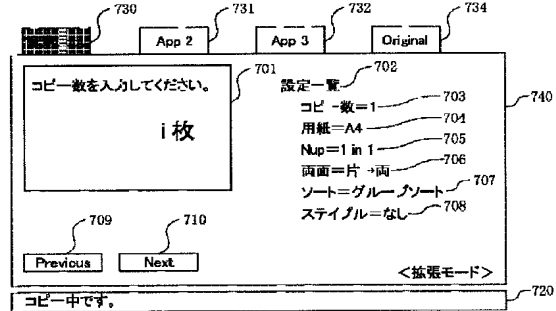 730
731
732
734
App 2
App 3
Original
コピー数を入力してください。
701
i枚
設定一覧
702
コピー数=1
703
用紙=A4
704
Nup=1 in 1
705
両面=片→両
706
ソート=グループソート
707
ステイプル=なし
708
740
709
710
Previous
Next
<拡張モード>
コピー中です。
720